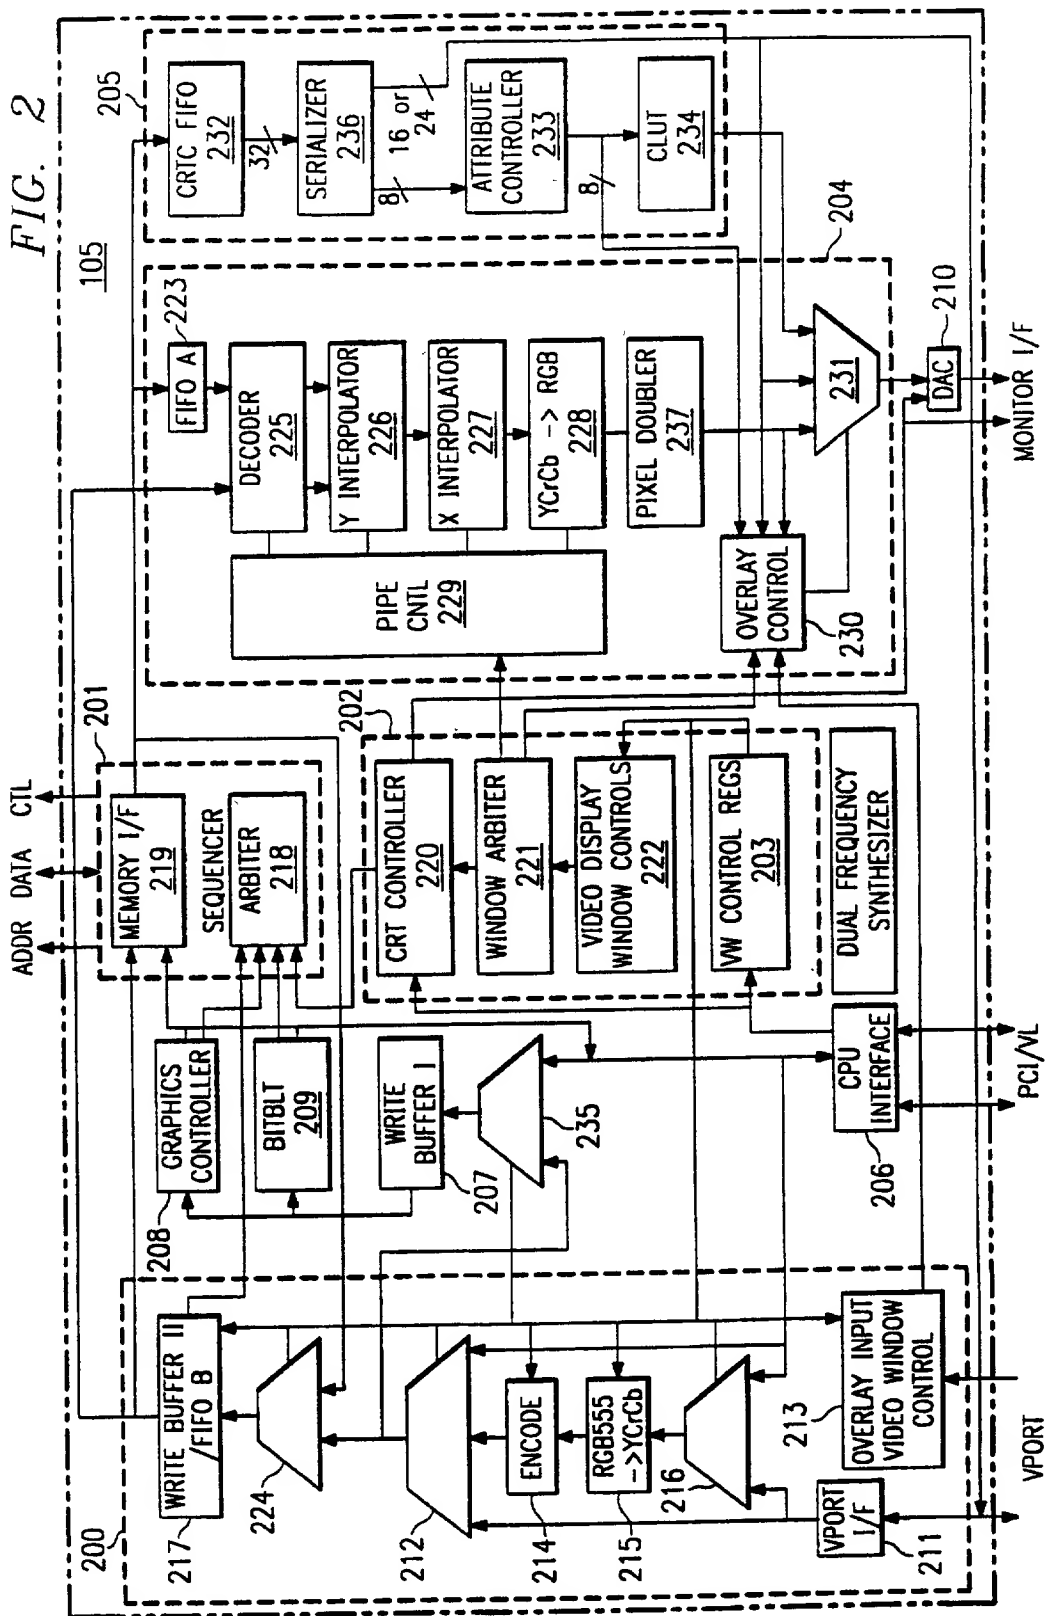 FIG. 2
105
ADDR DATA CTL
200
WRITE BUFFER II
/FIFO B
217
224
212
ENCODE
214
RGB555
->YCrCb
215
216
OVERLAY INPUT
VIDEO WINDOW
CONTROL
213
VPORT
I/F
211
VPORT
GRAPHICS
CONTROLLER
208
BITBLT
209
WRITE
BUFFER I
207
235
CPU
INTERFACE
206
PCI/VL
201
MEMORY I/F
219
SEQUENCER
ARBITER
218
202
CRT CONTROLLER
220
WINDOW ARBITER
221
VIDEO DISPLAY
WINDOW CONTROLS
222
VW CONTROL REGS
203
DUAL FREQUENCY
SYNTHESIZER
PIPE
CNTL
229
FIFO A
223
DECODER
225
Y INTERPOLATOR
226
X INTERPOLATOR
227
YCrCb -> RGB
228
PIXEL DOUBLER
237
OVERLAY
CONTROL
230
231
204
DAC
210
MONITOR I/F
205
CRTC FIFO
232
32
SERIALIZER
236
8
16 or
24
ATTRIBUTE
CONTROLLER
233
8
CLUT
234